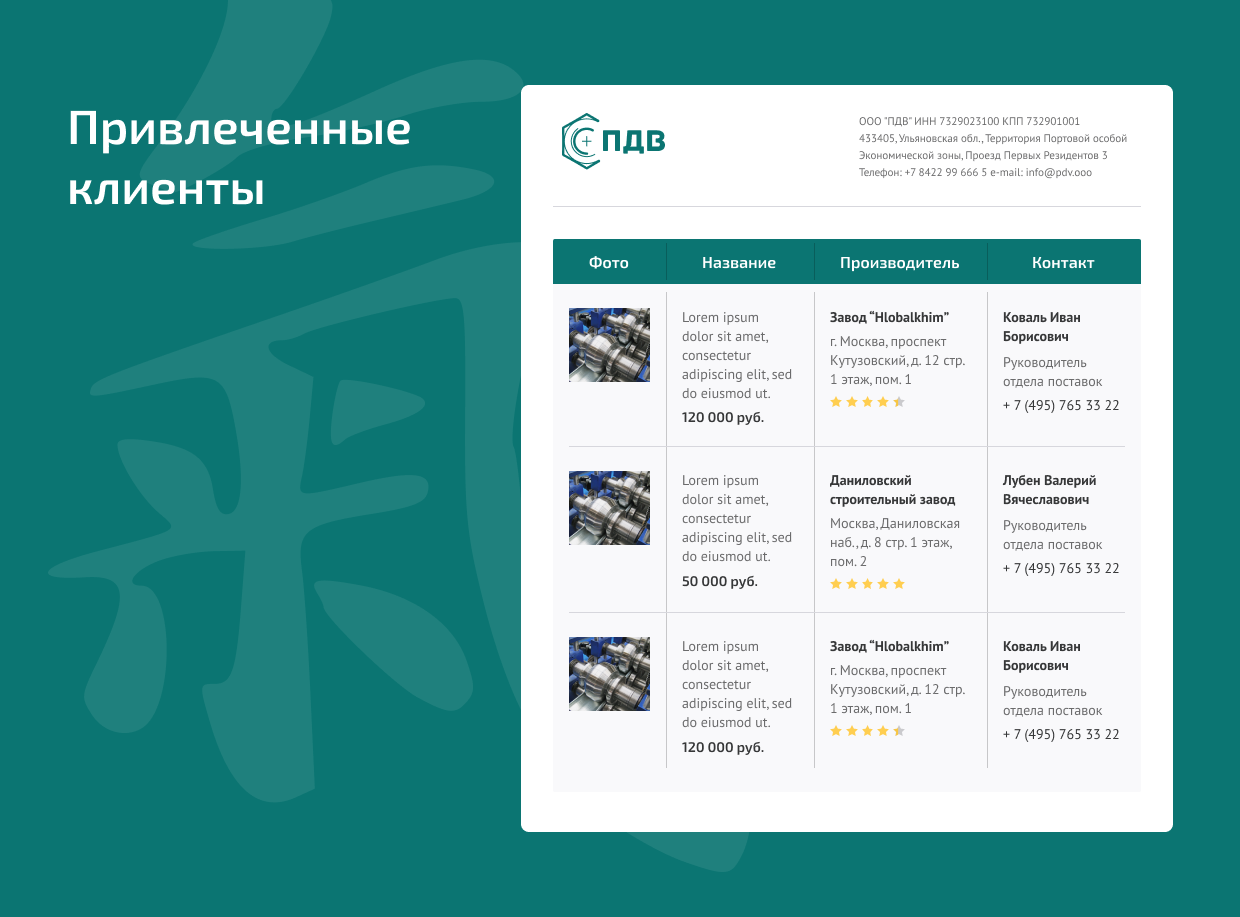 Привлеченные
клиенты
ПДВ
ООО "ПДВ" ИНН 7329023100 КПП 732901001
433405, Ульяновская обл., Территория Портовой особой
Экономической зоны, Проезд Первых Резидентов 3
Телефон: +7 8422 99 666 5 e-mail: info@pdv.ooo
Фото Название Производитель Контакт
Lorem ipsum
dolor sit amet,
consectetur
adipiscing elit, sed
do eiusmod ut.
120 000 руб.
Завод “Hlobalkhim”
г. Москва, проспект
Кутузовский, д. 12 стр.
1 этаж, пом. 1
Коваль Иван
Борисович
Руководитель
отдела поставок
+ 7 (495) 765 33 22
Lorem ipsum
dolor sit amet,
consectetur
adipiscing elit, sed
do eiusmod ut.
50 000 руб.
Даниловский
строительный завод
Москва, Даниловская
наб., д. 8 стр. 1 этаж,
пом. 2
Лубен Валерий
Вячеславович
Руководитель
отдела поставок
+ 7 (495) 765 33 22
Lorem ipsum
dolor sit amet,
consectetur
adipiscing elit, sed
do eiusmod ut.
120 000 руб.
Завод “Hlobalkhim”
г. Москва, проспект
Кутузовский, д. 12 стр.
1 этаж, пом. 1
Коваль Иван
Борисович
Руководитель
отдела поставок
+ 7 (495) 765 33 22